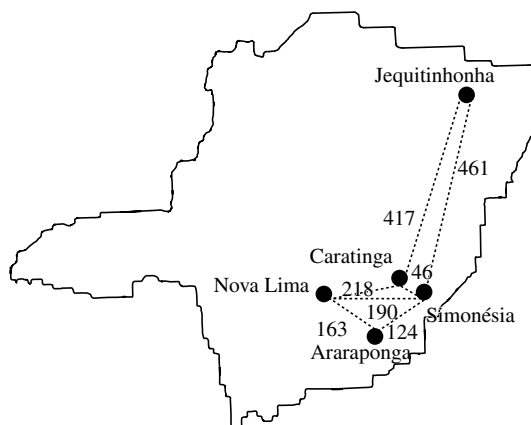 Jequitinhonha
461
417
Caratinga
46
Nova Lima
218
190
Simonésia
163
124
Araraponga